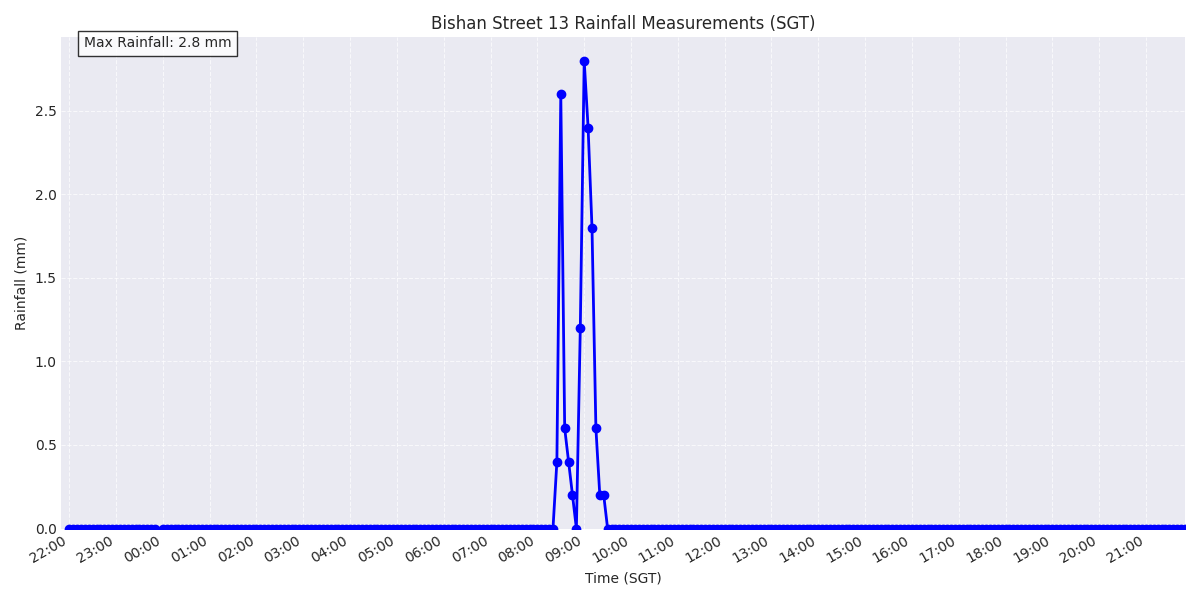 Bishan Street 13 Rainfall Measurements (SGT)
Max Rainfall: 2.8 mm
Rainfall (mm)
2.5
2.0
1.5
1.0
0.5
0.0
22:00 23:00 00:00 01:00 02:00 03:00 04:00 05:00 06:00 07:00 08:00 09:00 10:00 11:00 12:00 13:00 14:00 15:00 16:00 17:00 18:00 19:00 20:00 21:00
Time (SGT)